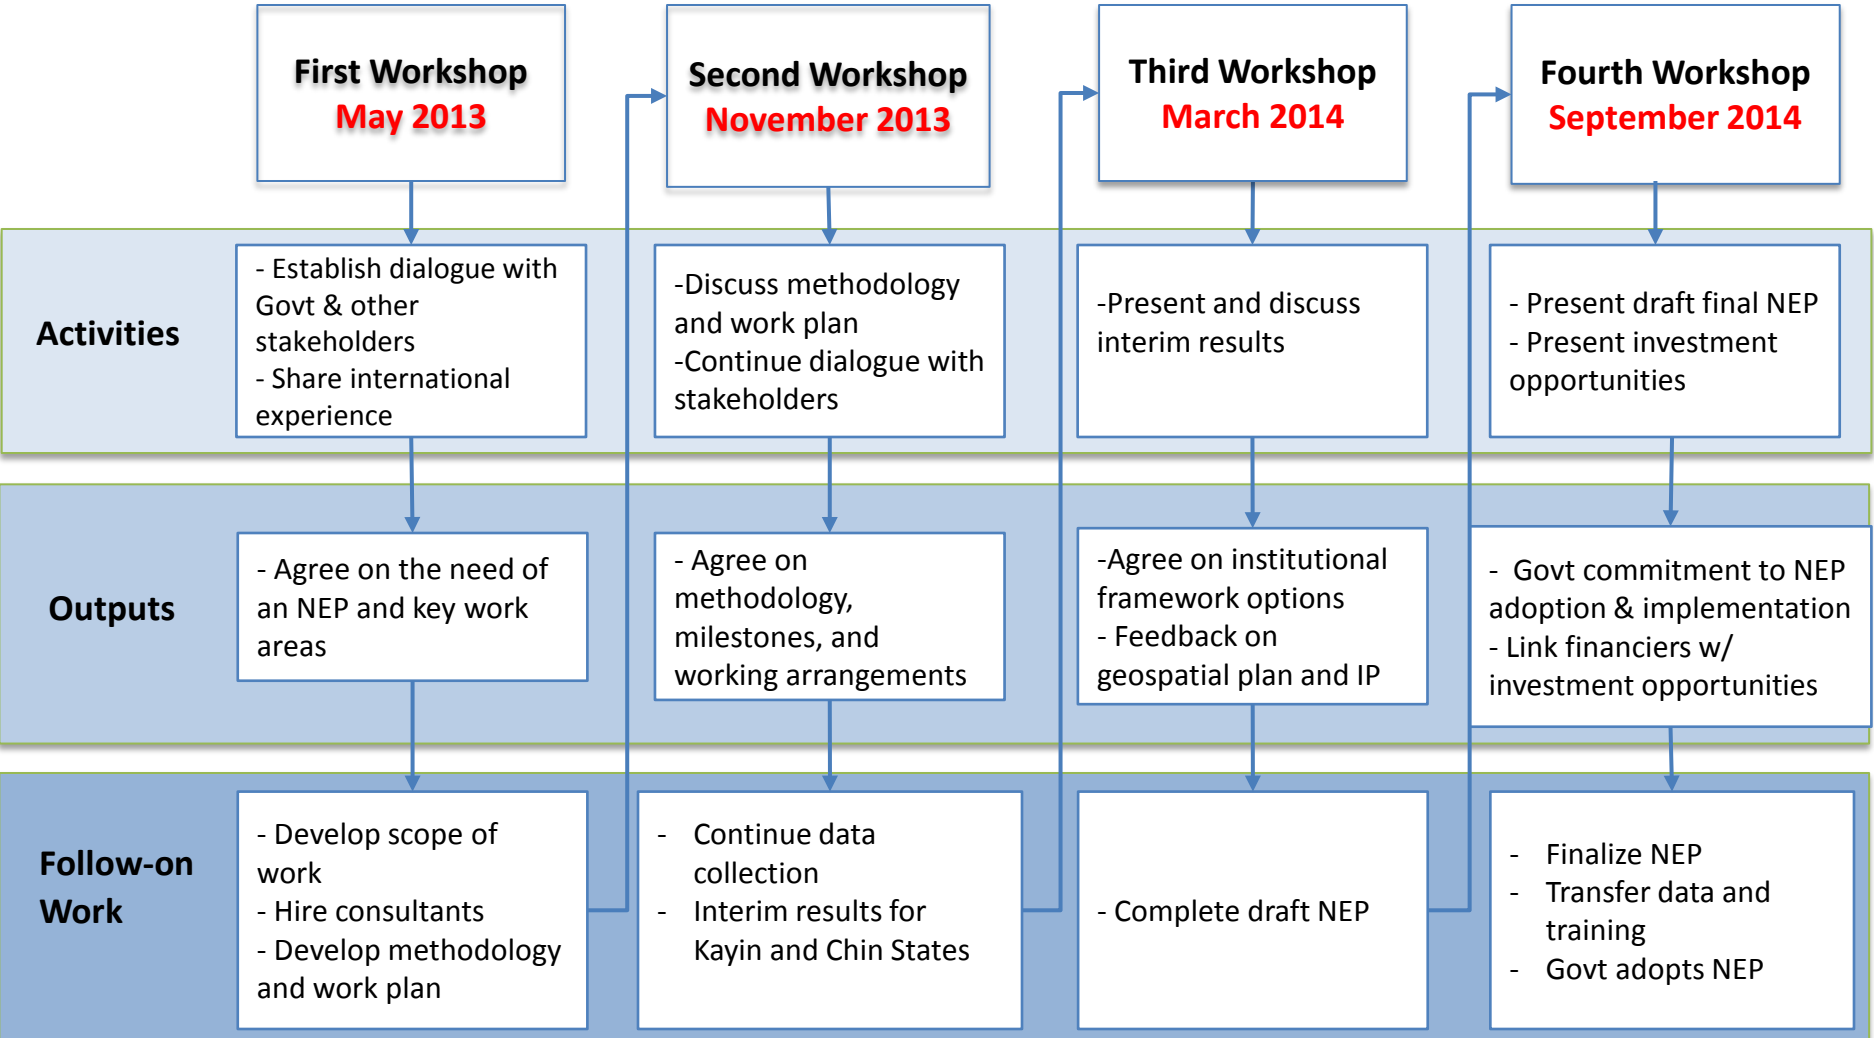 First Workshop
May 2013
Second Workshop
November 2013
Third Workshop
March 2014
Fourth Workshop
September 2014
Activities
- Establish dialogue with
Govt & other
stakeholders
- Share international
experience
-Discuss methodology
and work plan
-Continue dialogue with
stakeholders
-Present and discuss
interim results
- Present draft final NEP
- Present investment
opportunities
Outputs
- Agree on the need of
an NEP and key work
areas
- Agree on
methodology,
milestones, and
working arrangements
-Agree on institutional
framework options
- Feedback on
geospatial plan and IP
- Govt commitment to NEP
adoption & implementation
- Link financiers w/
investment opportunities
Follow-on
Work
- Develop scope of
work
- Hire consultants
- Develop methodology
and work plan
- Continue data
collection
- Interim results for
Kayin and Chin States
- Complete draft NEP
- Finalize NEP
- Transfer data and
training
- Govt adopts NEP